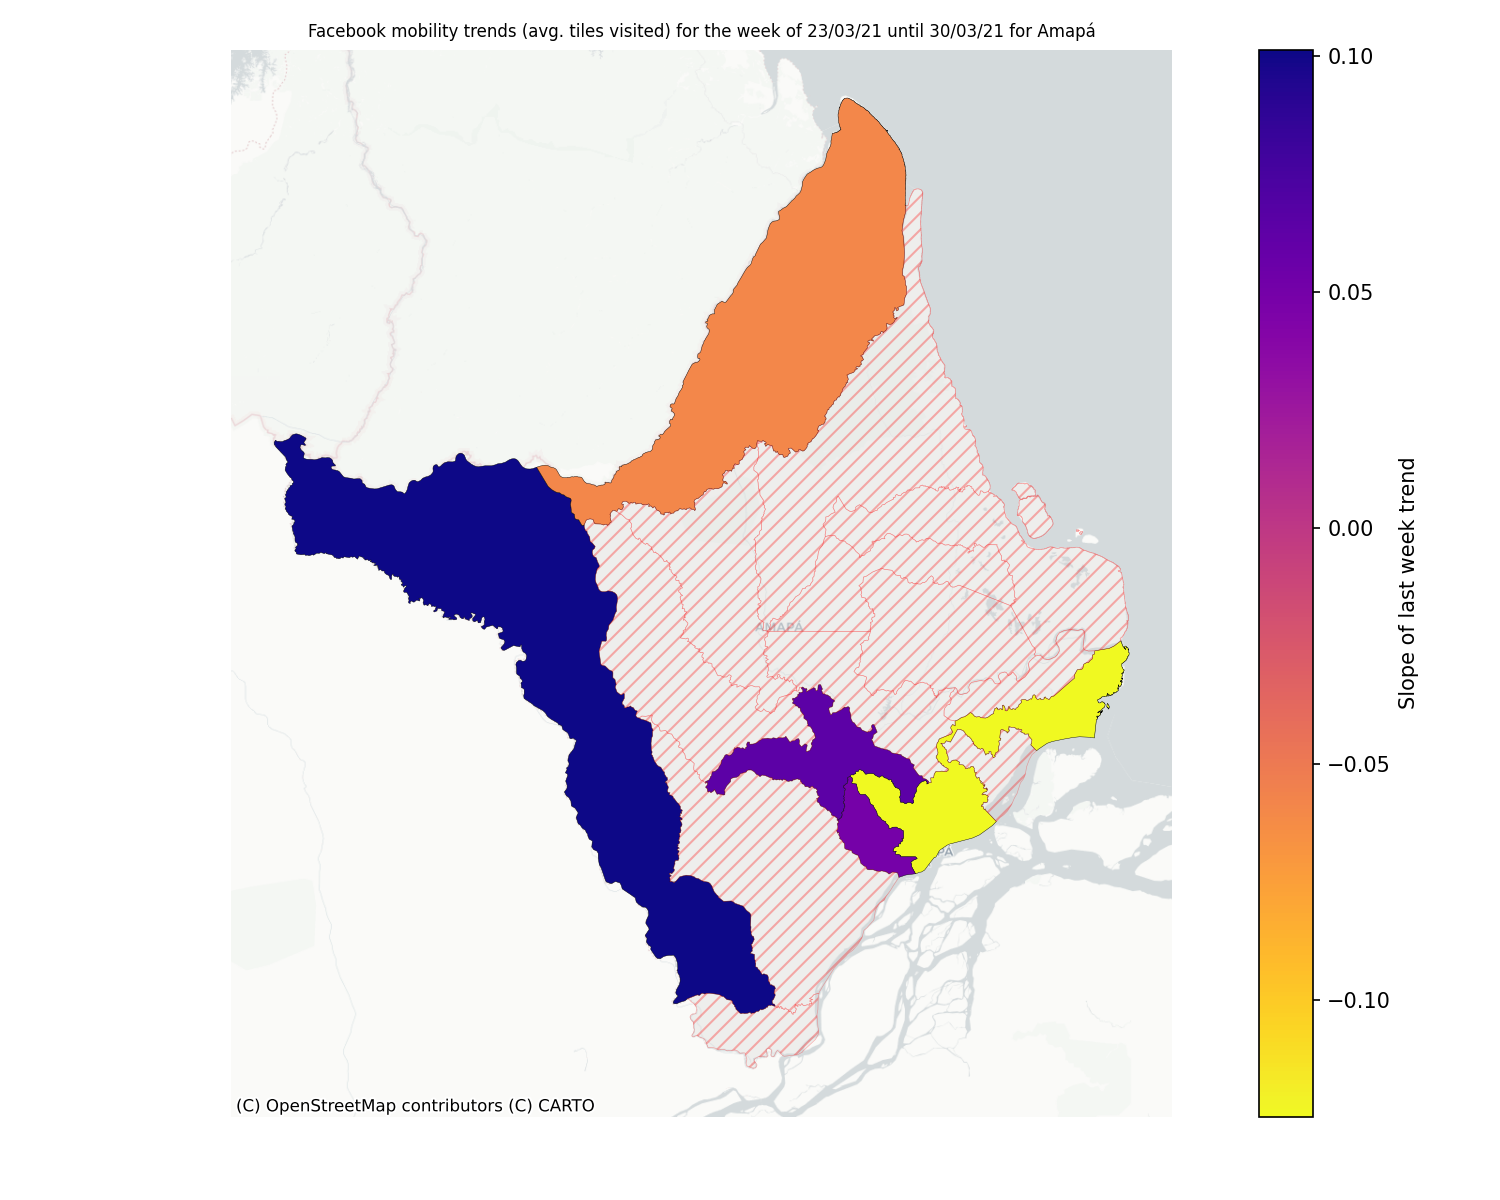 Facebook mobility trends (avg. tiles visited) for the week of 23/03/21 until 30/03/21 for Amapá
0.10
0.05
0.00
−0.05
−0.10
Slope of last week trend
AMAPÁ
PÁ
(C) OpenStreetMap contributors (C) CARTO